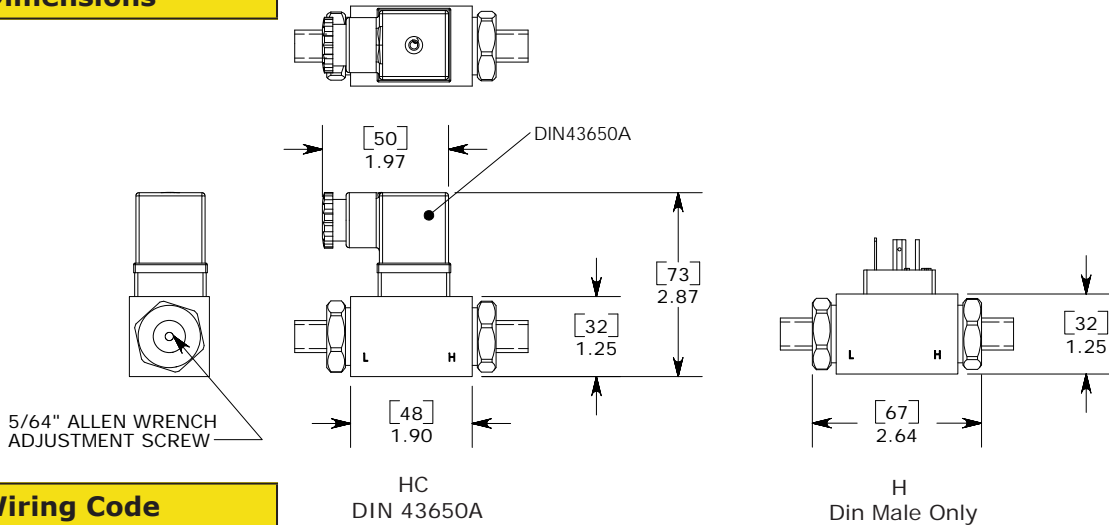 Dimensions
[50]
1.97
DIN43650A
[73]
2.87
[32]
1.25
L H
[48]
1.90
5/64" ALLEN WRENCH
ADJUSTMENT SCREW
HC
DIN 43650A
[32]
1.25
L H
[67]
2.64
H
Din Male Only
Wiring Code